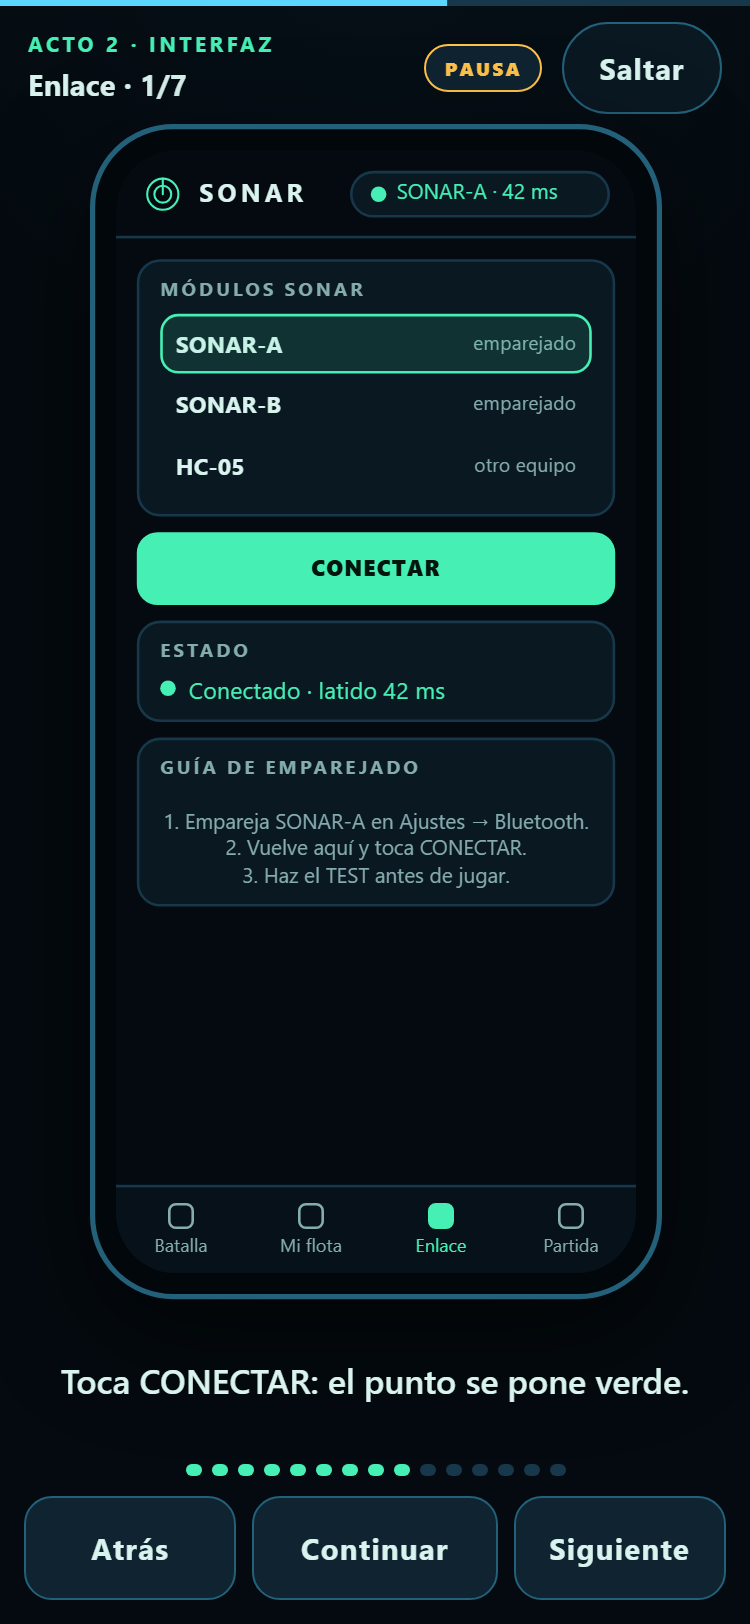 ACTO 2 · INTERFAZ
Enlace · 1/7
PAUSA
Saltar
SONAR
SONAR-A · 42 ms
MÓDULOS SONAR
SONAR-A emparejado
SONAR-B emparejado
HC-05 otro equipo
CONECTAR
ESTADO
Conectado · latido 42 ms
GUÍA DE EMPAREJADO
1. Empareja SONAR-A en Ajustes → Bluetooth.
2. Vuelve aquí y toca CONECTAR.
3. Haz el TEST antes de jugar.
Batalla Mi flota Enlace Partida
Toca CONECTAR: el punto se pone verde.
Atrás Continuar Siguiente